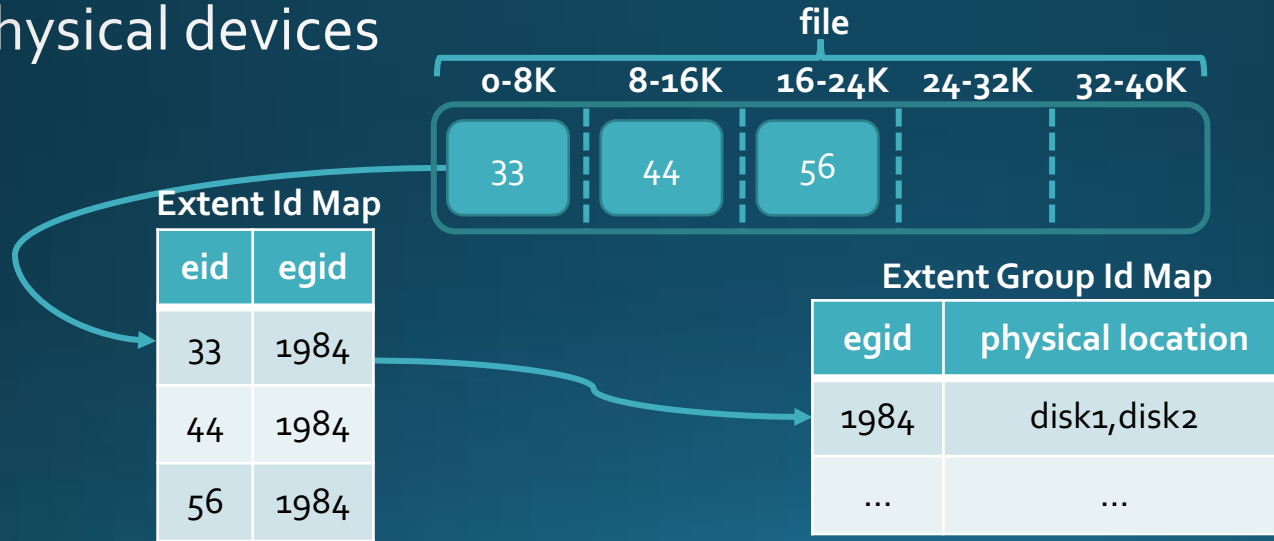 hysical devices
file
0-8K 8-16K 16-24K 24-32K 32-40K
33 44 56
Extent Id Map
eid egid
33 1984
44 1984
56 1984
Extent Group Id Map
egid physical location
1984 disk1,disk2
... ...